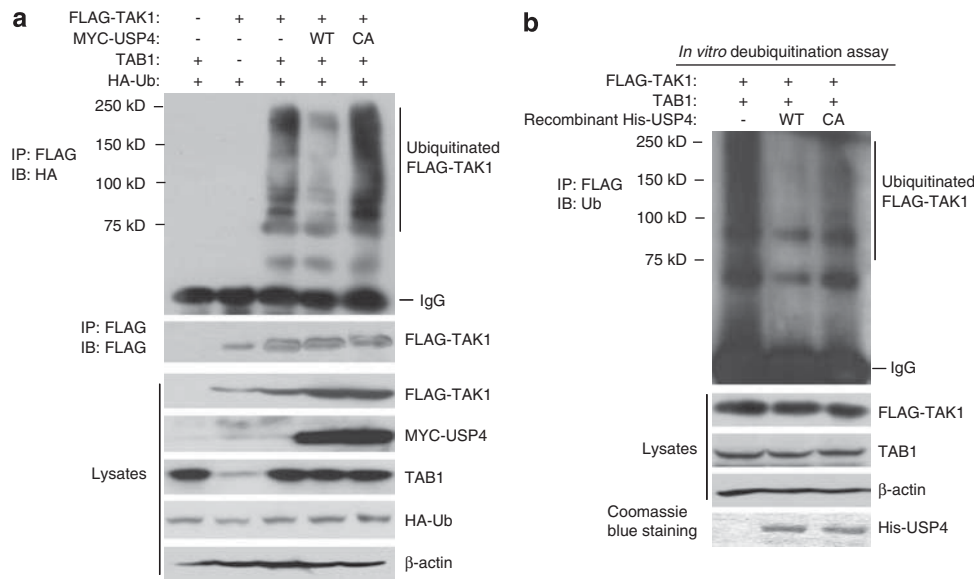 a
FLAG-TAK1: - + + + +
MYC-USP4: - - - WT CA
TAB1: + - + + +
HA-Ub: + + + + +
250 kD
150 kD
100 kD
75 kD
IP: FLAG
IB: HA
Ubiquitinated
FLAG-TAK1
IgG
IP: FLAG
IB: FLAG
FLAG-TAK1
Lysates
FLAG-TAK1
MYC-USP4
TAB1
HA-Ub
β-actin
b
In vitro deubiquitination assay
FLAG-TAK1: + + +
TAB1: + + +
Recombinant His-USP4: - WT CA
250 kD
150 kD
100 kD
75 kD
IP: FLAG
IB: Ub
Ubiquitinated
FLAG-TAK1
IgG
Lysates
FLAG-TAK1
TAB1
β-actin
Coomassie
blue staining
His-USP4